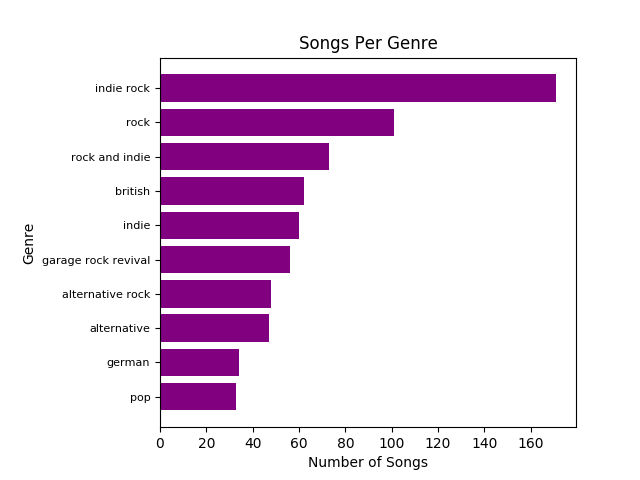 Songs Per Genre
indie rock
rock
rock and indie
british
indie
garage rock revival
alternative rock
alternative
german
pop
Genre
0 20 40 60 80 100 120 140 160
Number of Songs